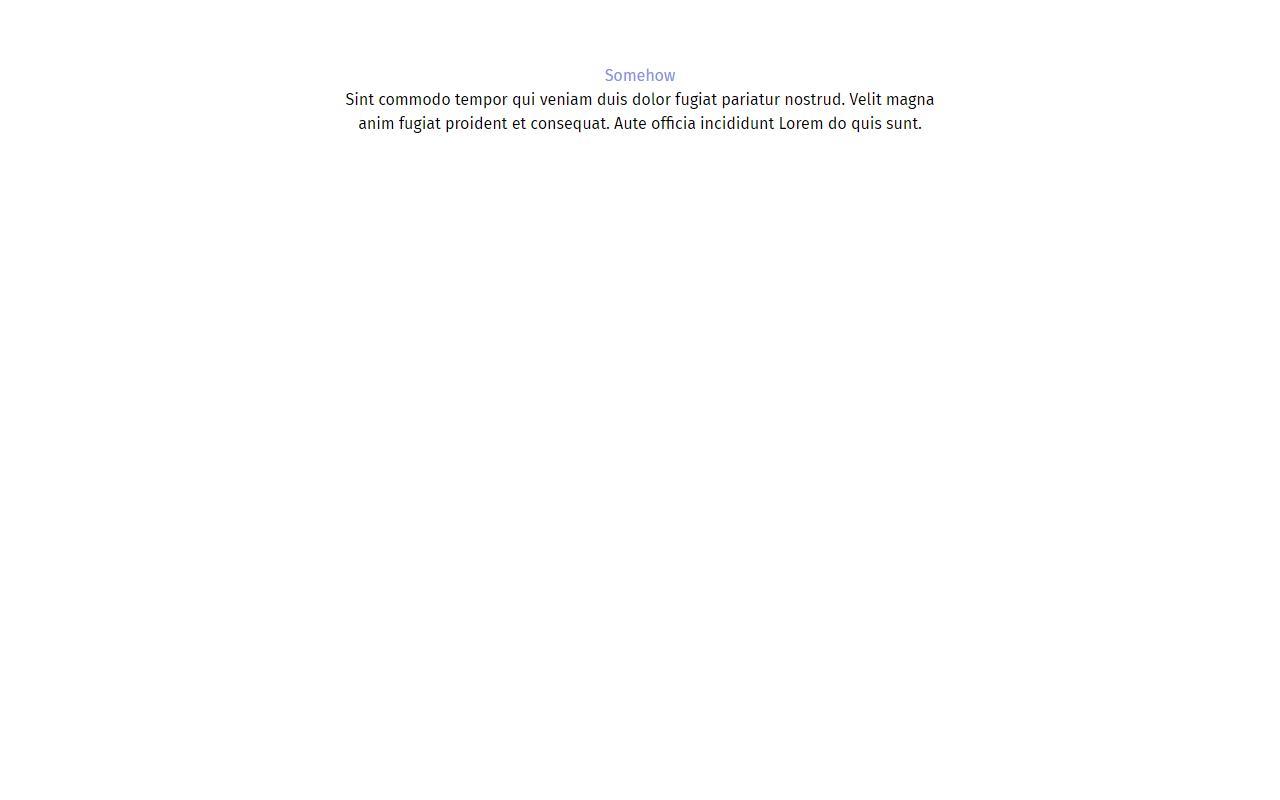 Somehow
Sint commodo tempor qui veniam duis dolor fugiat pariatur nostrud. Velit magna
anim fugiat proident et consequat. Aute officia incididunt Lorem do quis sunt.